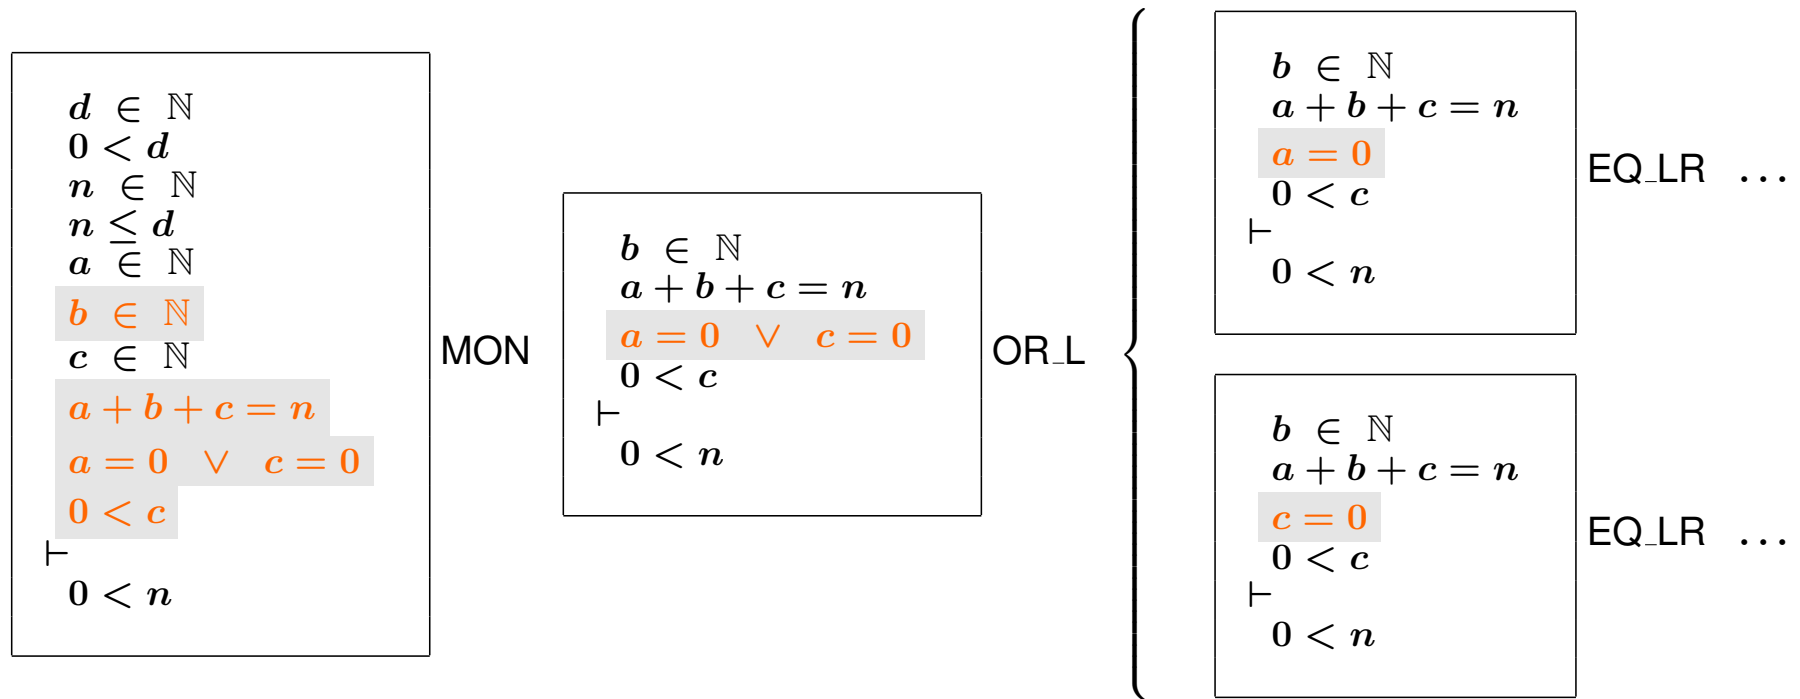 d ∈ ℕ
0 < d
n ∈ ℕ
n ≤ d
a ∈ ℕ
b ∈ ℕ
c ∈ ℕ
a + b + c = n
a = 0 ∨ c = 0
0 < c
⊢
0 < n
MON
b ∈ ℕ
a + b + c = n
a = 0 ∨ c = 0
0 < c
⊢
0 < n
OR_L
b ∈ ℕ
a + b + c = n
a = 0
0 < c
⊢
0 < n
EQ_LR ...
b ∈ ℕ
a + b + c = n
c = 0
0 < c
⊢
0 < n
EQ_LR ...